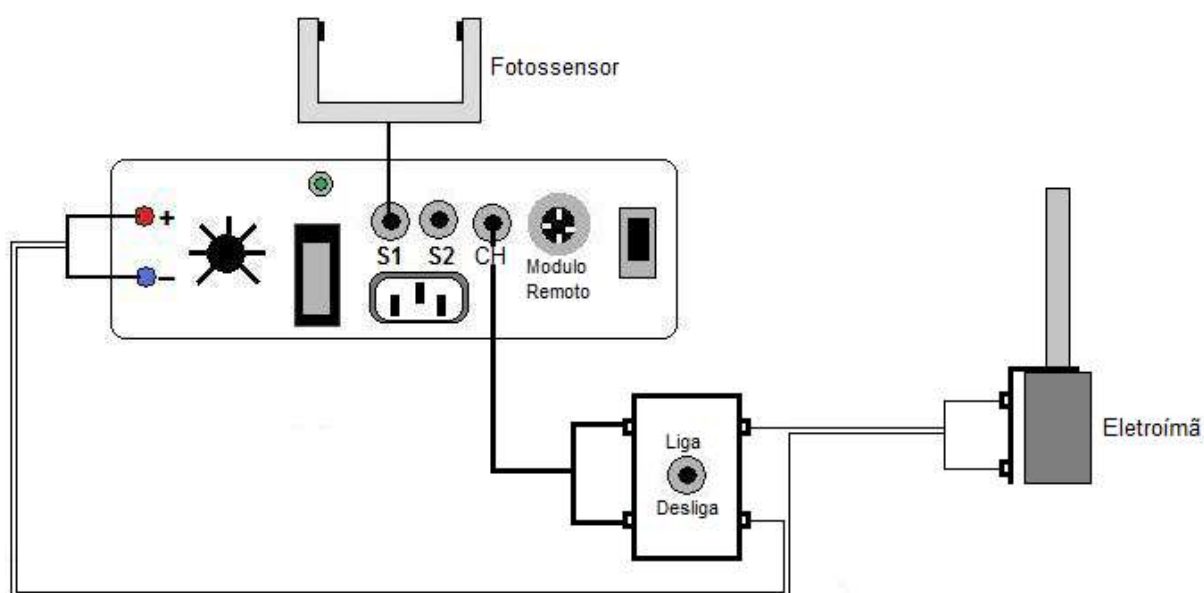 Fotossensor
+
S1 S2 CH
–
Modulo
Remoto
Liga
Desliga
Eletroímã